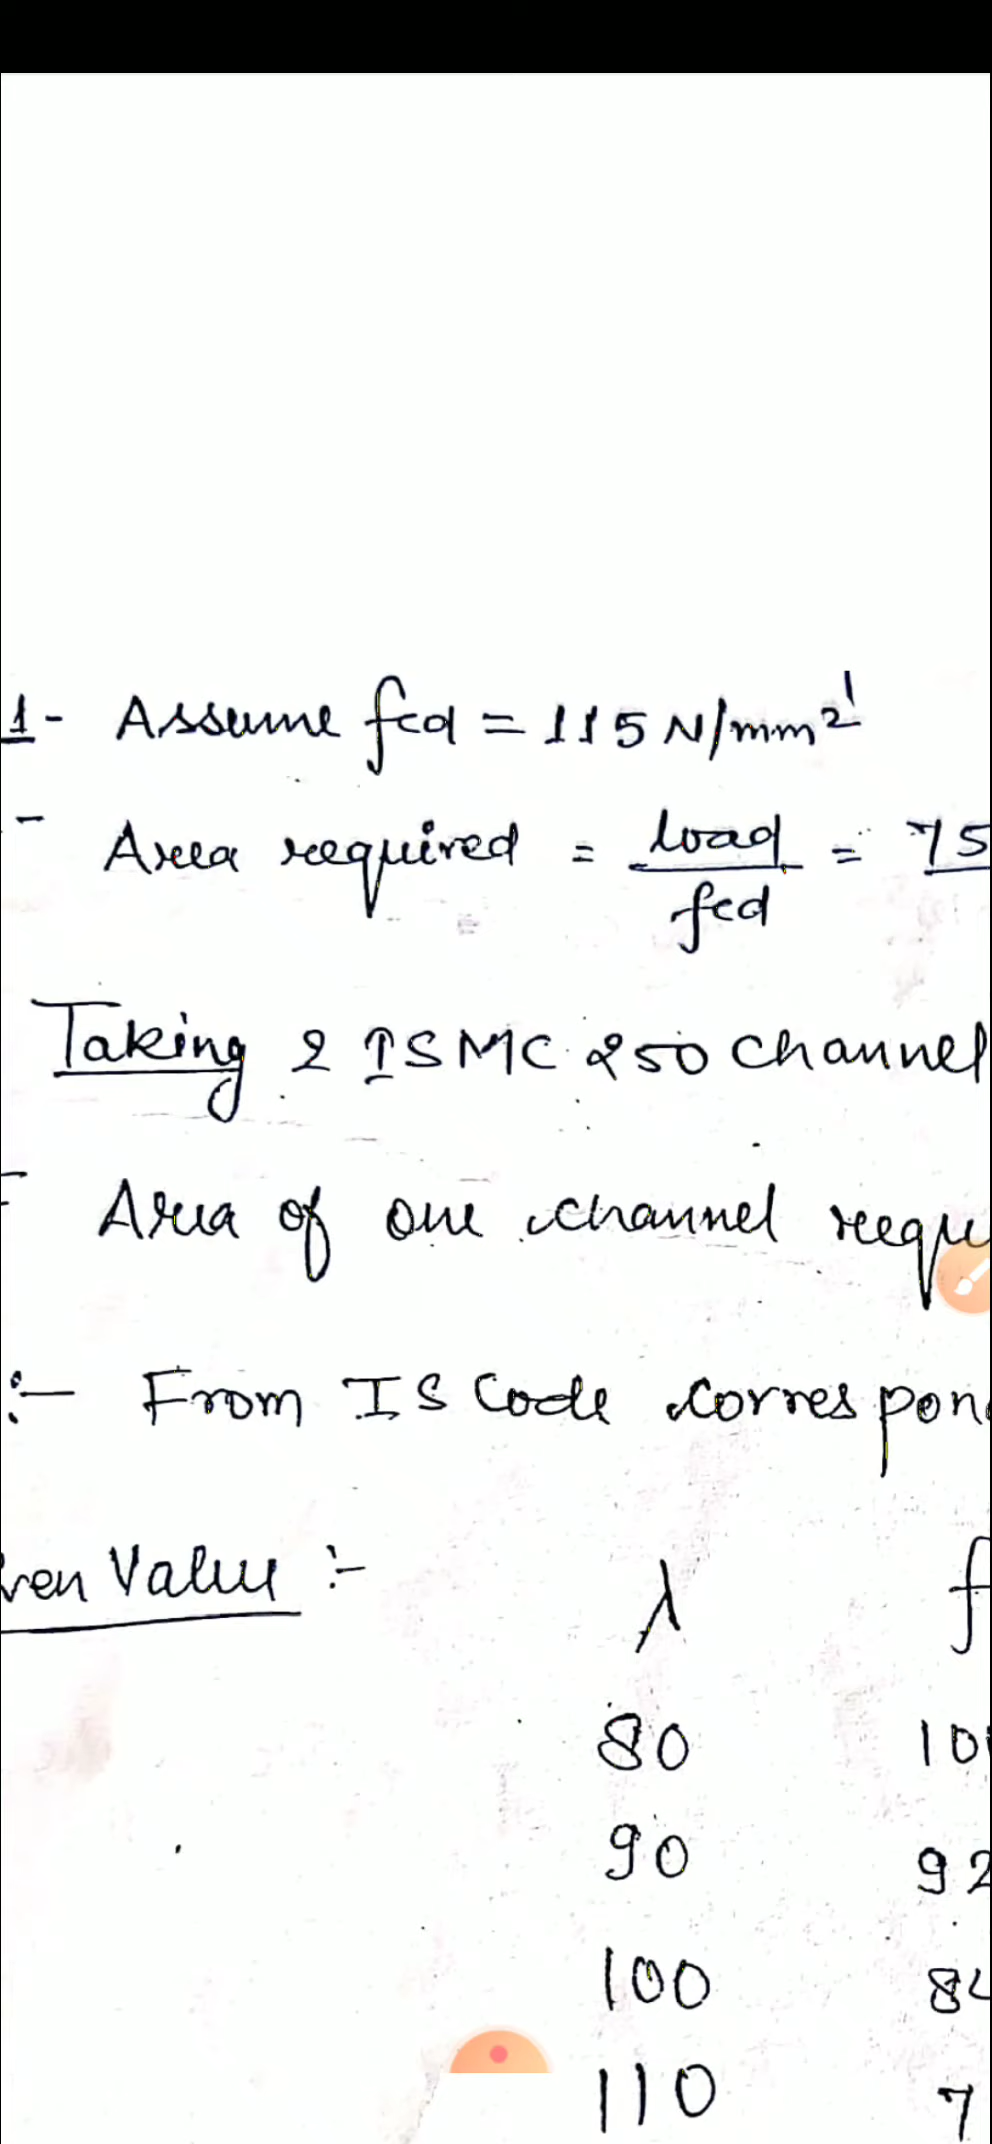 1- Assume fcd = 115 N/mm²
- Area required = load / fcd = 75
Taking 2 ISMC 250 channel
- Area of one channel requ
:- From IS Code correspon
ven Value :-
λ f
80 10
90 92
100 84
110 7